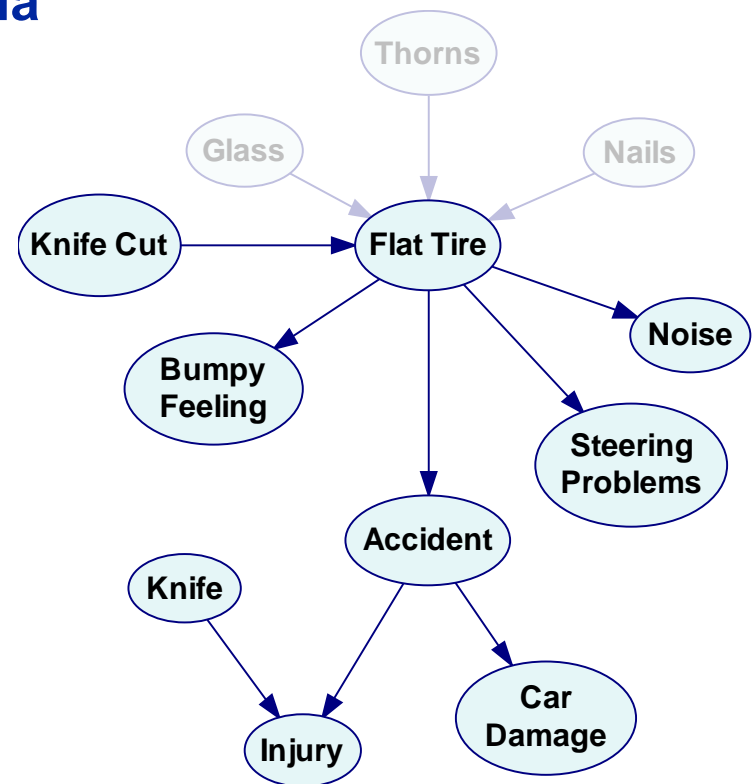 Thorns
Glass
Nails
Knife Cut
Flat Tire
Noise
Bumpy
Feeling
Steering
Problems
Accident
Knife
Car
Damage
Injury